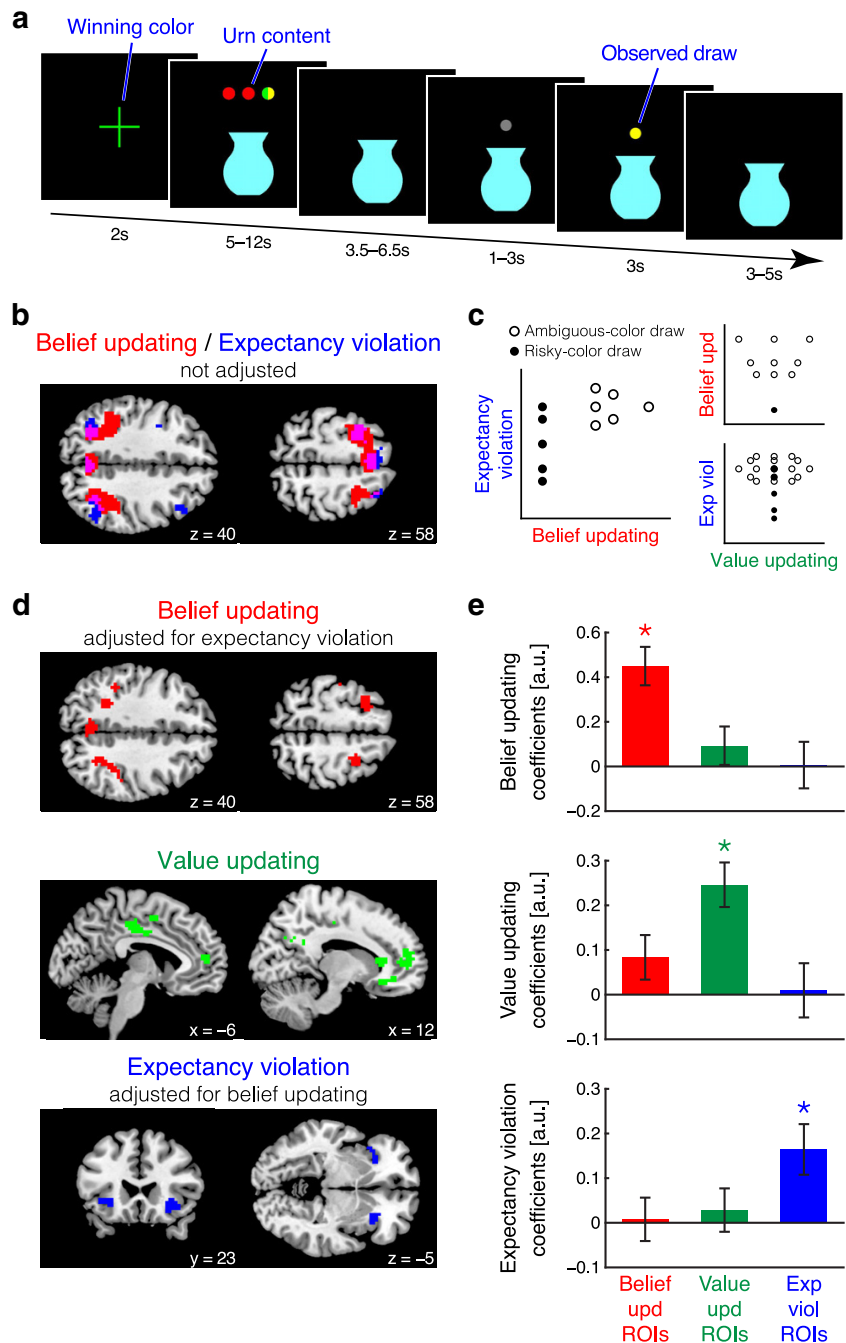 a
Winning color
Urn content
Observed draw
2s
5–12s
3.5–6.5s
1–3s
3s
3–5s
b
Belief updating / Expectancy violation
not adjusted
z = 40
z = 58
c
Ambiguous-color draw
Risky-color draw
Expectancy
violation
Belief updating
Belief upd
Exp viol
Value updating
d
Belief updating
adjusted for expectancy violation
z = 40
z = 58
Value updating
x = –6
x = 12
Expectancy violation
adjusted for belief updating
y = 23
z = –5
e
Belief updating
coefficients [a.u.]
0.6
*
0.4
0.2
0
–0.2
Value updating
coefficients [a.u.]
0.3
*
0.2
0.1
0
–0.1
Expectancy violation
coefficients [a.u.]
0.3
*
0.2
0.1
0
–0.1
Belief
upd
ROIs
Value
upd
ROIs
Exp
viol
ROIs